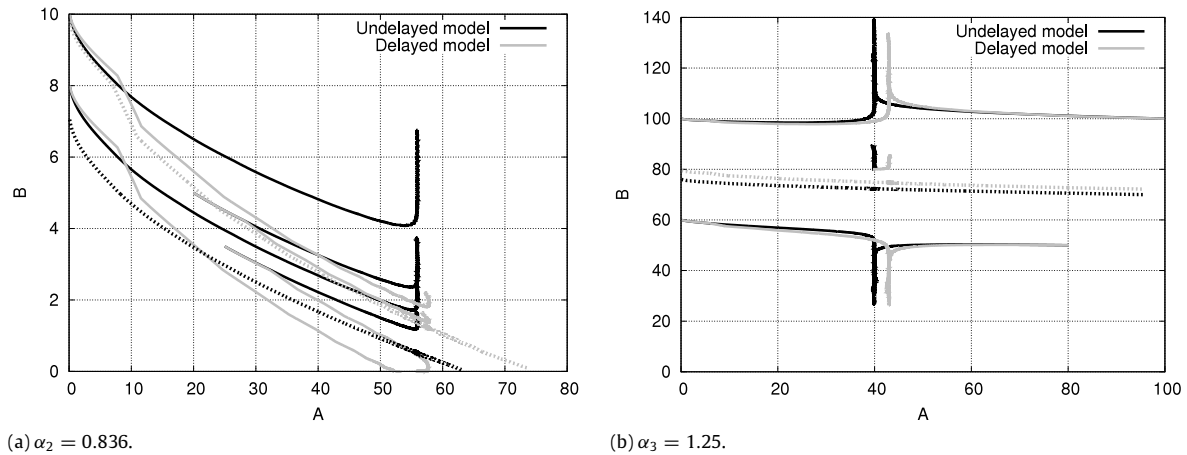 10
8
6
4
2
0
B
Undelayed model
Delayed model
0 10 20 30 40 50 60 70 80
A
(a) α2 = 0.836.
140
120
100
80
60
40
20
0
B
Undelayed model
Delayed model
0 20 40 60 80 100
A
(b) α3 = 1.25.